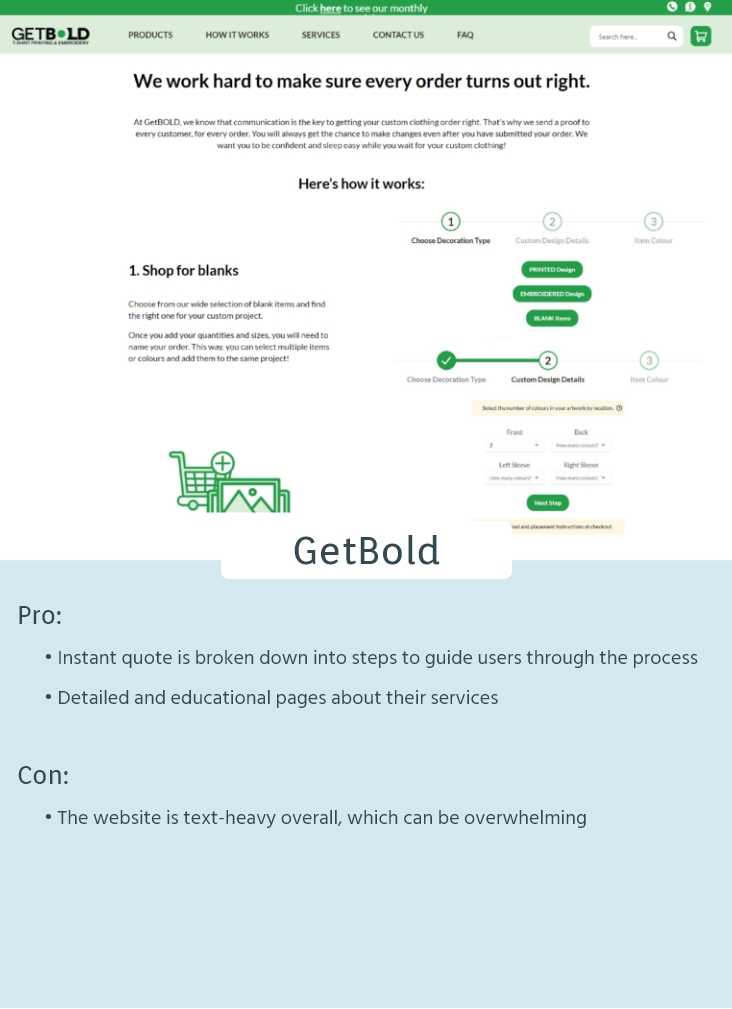 Click here to see our monthly
GETBOLD
T-SHIRT PRINTING & EMBROIDERY
PRODUCTS HOW IT WORKS SERVICES CONTACT US FAQ
Search here..
We work hard to make sure every order turns out right.
At GetBOLD, we know that communication is the key to getting your custom clothing order right. That's why we send a proof to
every customer, for every order. You will always get the chance to make changes even after you have submitted your order. We
want you to be confident and sleep easy while you wait for your custom clothing!
Here's how it works:
1 2 3
Choose Decoration Type Custom Design Details Item Colour
1. Shop for blanks
PRINTED Design
EMBROIDERED Design
BLANK Items
Choose from our wide selection of blank items and find
the right one for your custom project.
Once you add your quantities and sizes, you will need to
name your order. This way, you can select multiple items
or colours and add them to the same project!
2 3
Choose Decoration Type Custom Design Details Item Colour
Select the number of colours in your artwork by location.
Front Back
2 How many colours?
Left Sleeve Right Sleeve
How many colours? How many colours?
Next Step
and placement instructions at checkout.
GetBold
Pro:
• Instant quote is broken down into steps to guide users through the process
• Detailed and educational pages about their services
Con:
• The website is text-heavy overall, which can be overwhelming